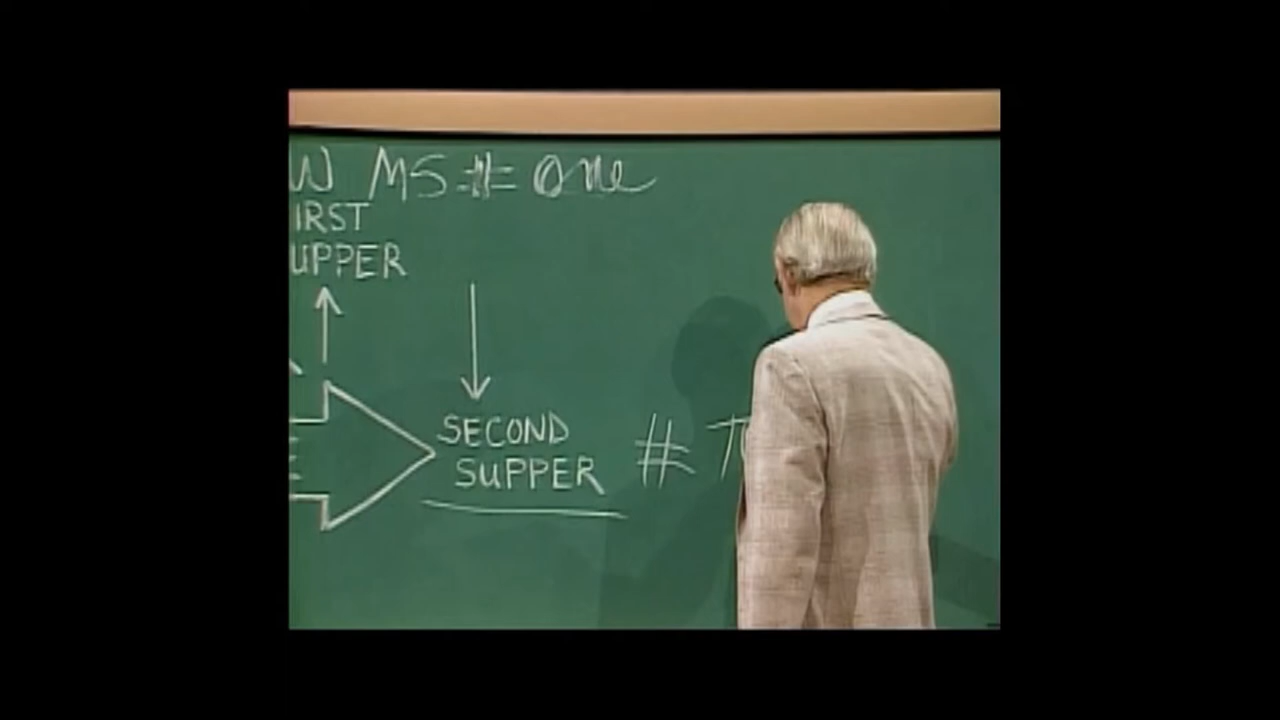 W MS # One
IRST
UPPER
SECOND
SUPPER # T